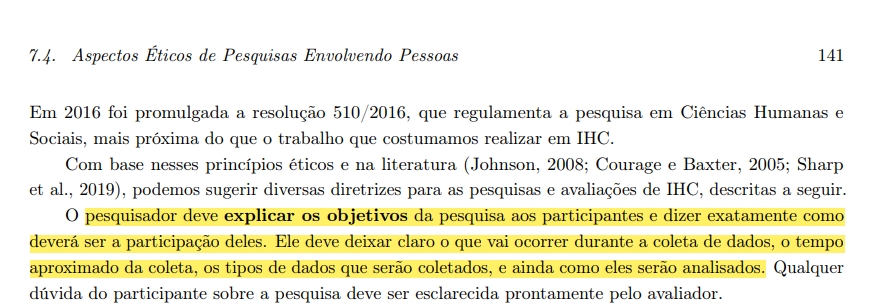 7.4. Aspectos Éticos de Pesquisas Envolvendo Pessoas 141
Em 2016 foi promulgada a resolução 510/2016, que regulamenta a pesquisa em Ciências Humanas e
Sociais, mais próxima do que o trabalho que costumamos realizar em IHC.
Com base nesses princípios éticos e na literatura (Johnson, 2008; Courage e Baxter, 2005; Sharp
et al., 2019), podemos sugerir diversas diretrizes para as pesquisas e avaliações de IHC, descritas a seguir.
O pesquisador deve explicar os objetivos da pesquisa aos participantes e dizer exatamente como
deverá ser a participação deles. Ele deve deixar claro o que vai ocorrer durante a coleta de dados, o tempo
aproximado da coleta, os tipos de dados que serão coletados, e ainda como eles serão analisados. Qualquer
dúvida do participante sobre a pesquisa deve ser esclarecida prontamente pelo avaliador.